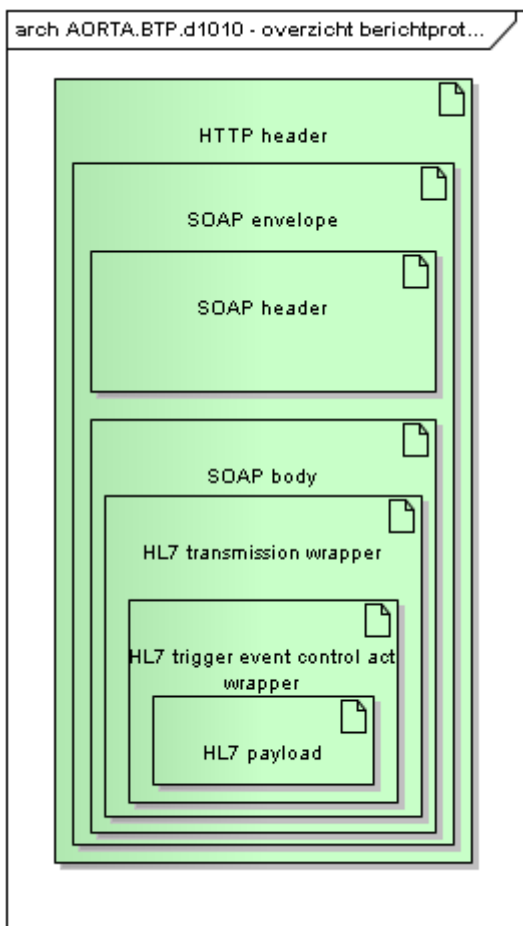 arch AORTA.BTP.d1010 - overzicht berichtprot...
HTTP header
SOAP envelope
SOAP header
SOAP body
HL7 transmission wrapper
HL7 trigger event control act
wrapper
HL7 payload